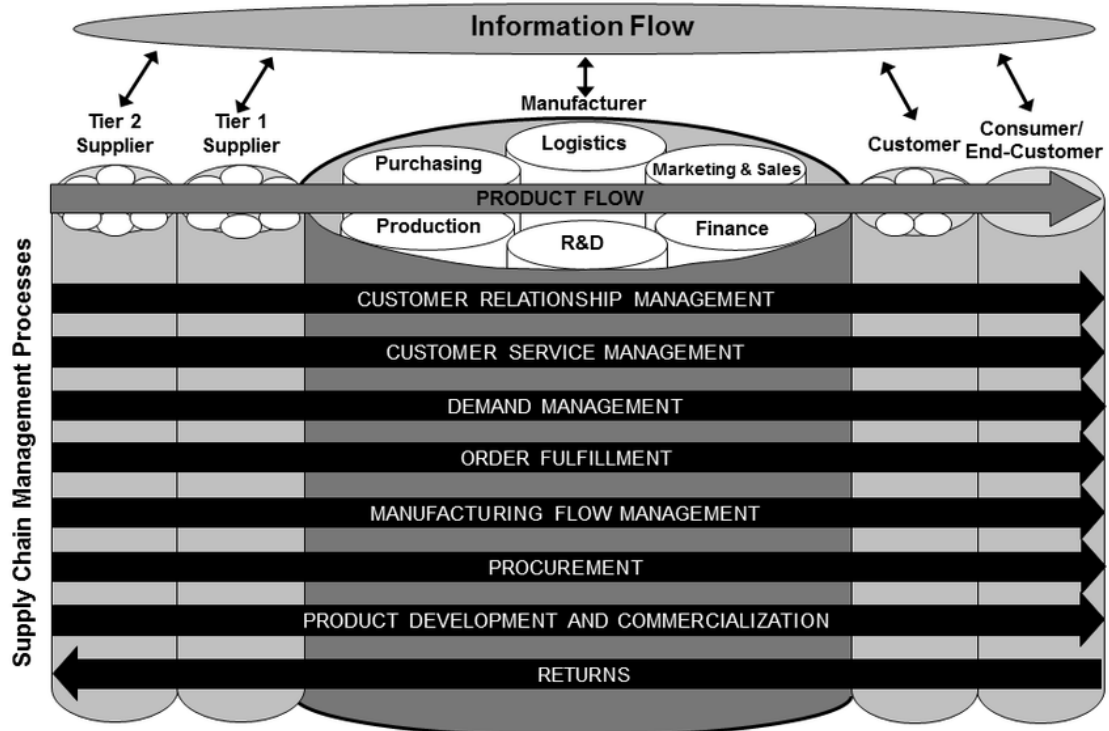 Information Flow
Manufacturer
Tier 2
Supplier
Tier 1
Supplier
Customer
Consumer/
End-Customer
Logistics
Purchasing
Marketing & Sales
PRODUCT FLOW
Production
R&D
Finance
Supply Chain Management Processes
CUSTOMER RELATIONSHIP MANAGEMENT
CUSTOMER SERVICE MANAGEMENT
DEMAND MANAGEMENT
ORDER FULFILLMENT
MANUFACTURING FLOW MANAGEMENT
PROCUREMENT
PRODUCT DEVELOPMENT AND COMMERCIALIZATION
RETURNS